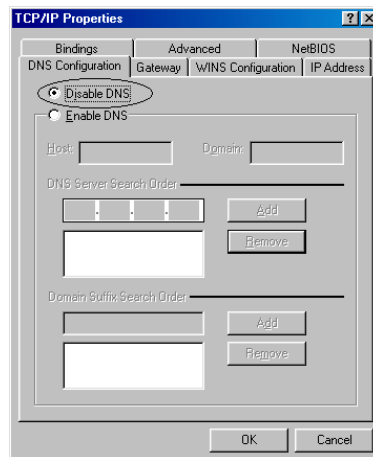 TCP/IP Properties ? X
Bindings Advanced NetBIOS
DNS Configuration Gateway WINS Configuration IP Address
Disable DNS
Enable DNS
Host: Domain:
DNS Server Search Order
. . . Add
Remove
Domain Suffix Search Order
Add
Remove
OK Cancel